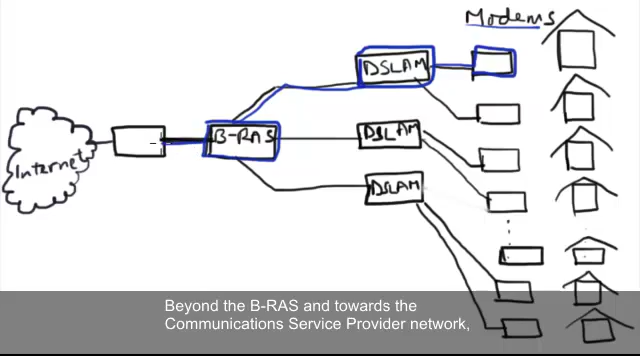 Modems
DSLAM
B-RAS
DSLAM
Internet
DSLAM
Beyond the B-RAS and towards the
Communications Service Provider network,